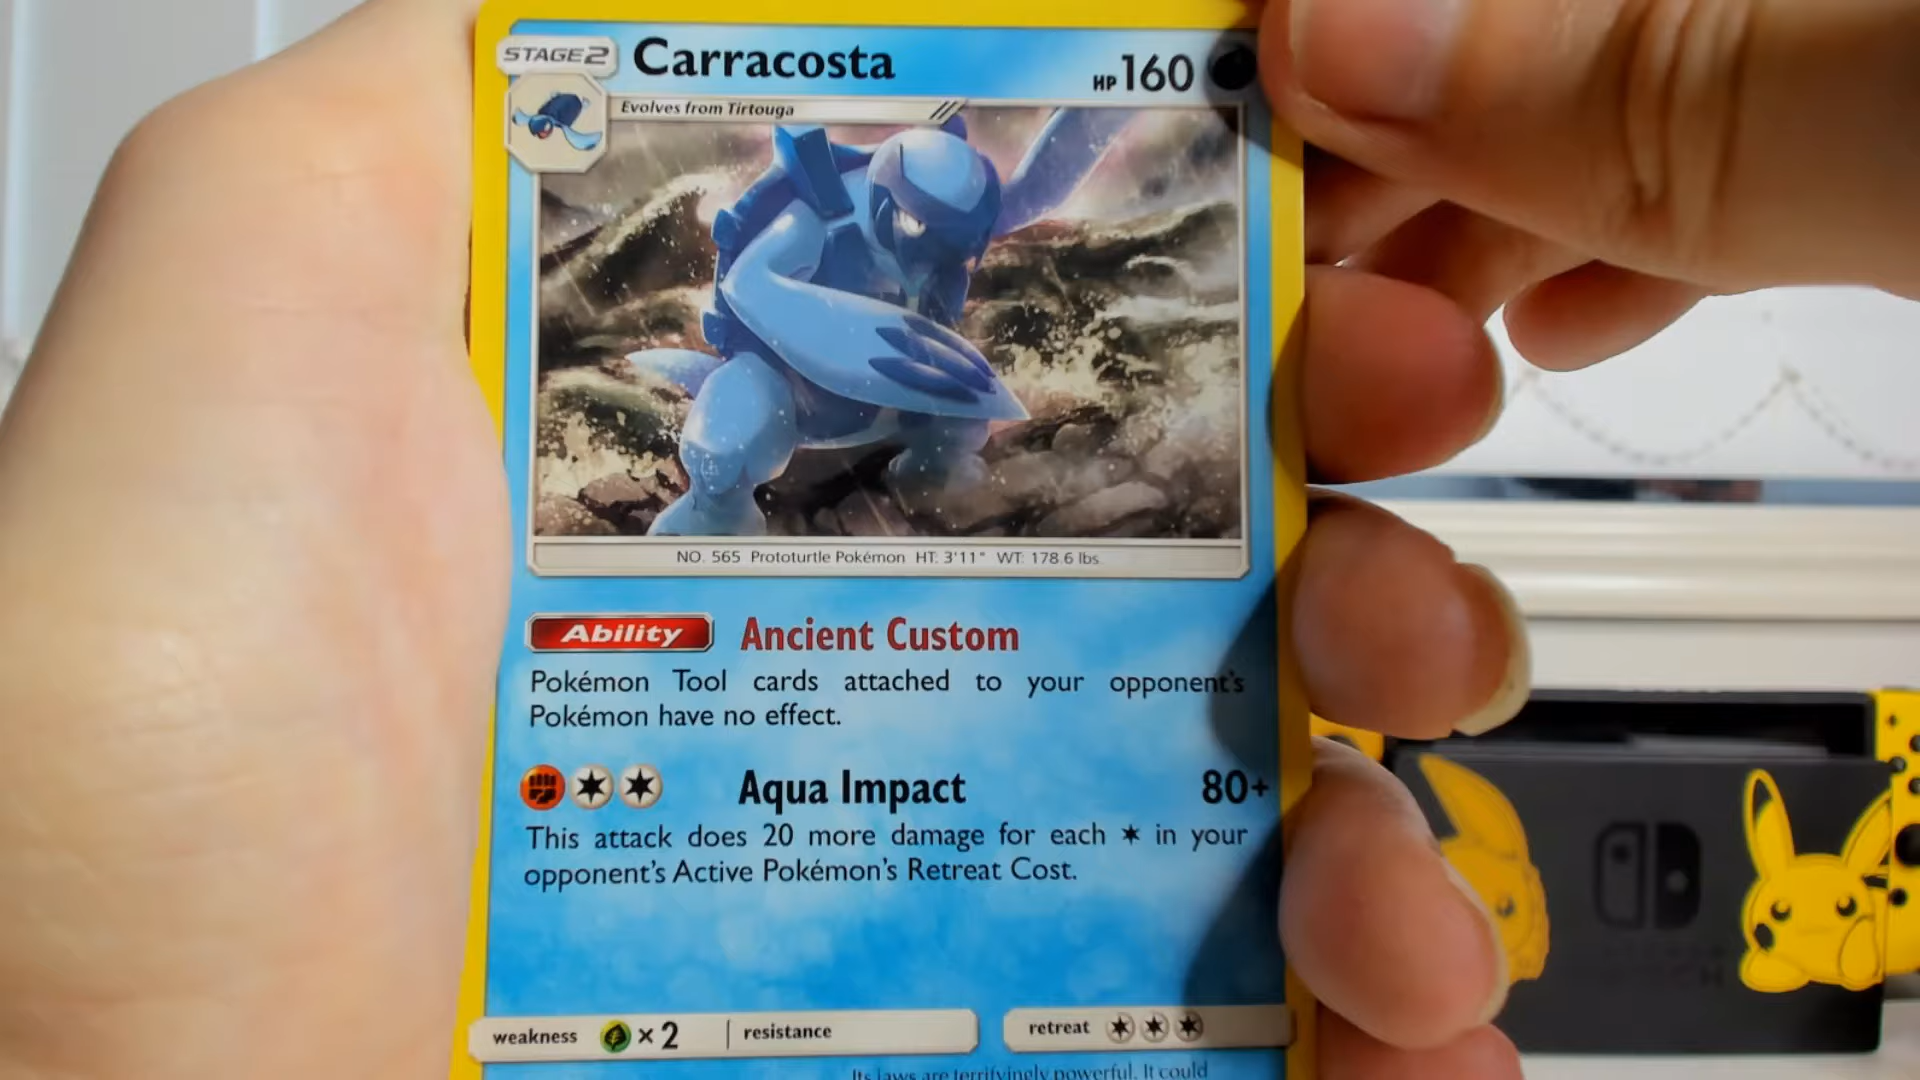 STAGE2 Carracosta HP 160
Evolves from Tirtouga
NO. 565 Prototurtle Pokémon HT: 3'11" WT: 178.6 lbs.
Ability Ancient Custom
Pokémon Tool cards attached to your opponent's
Pokémon have no effect.
Aqua Impact 80+
This attack does 20 more damage for each ✶ in your
opponent's Active Pokémon's Retreat Cost.
weakness ×2 resistance retreat
Its jaws are terrifyingly powerful. It could